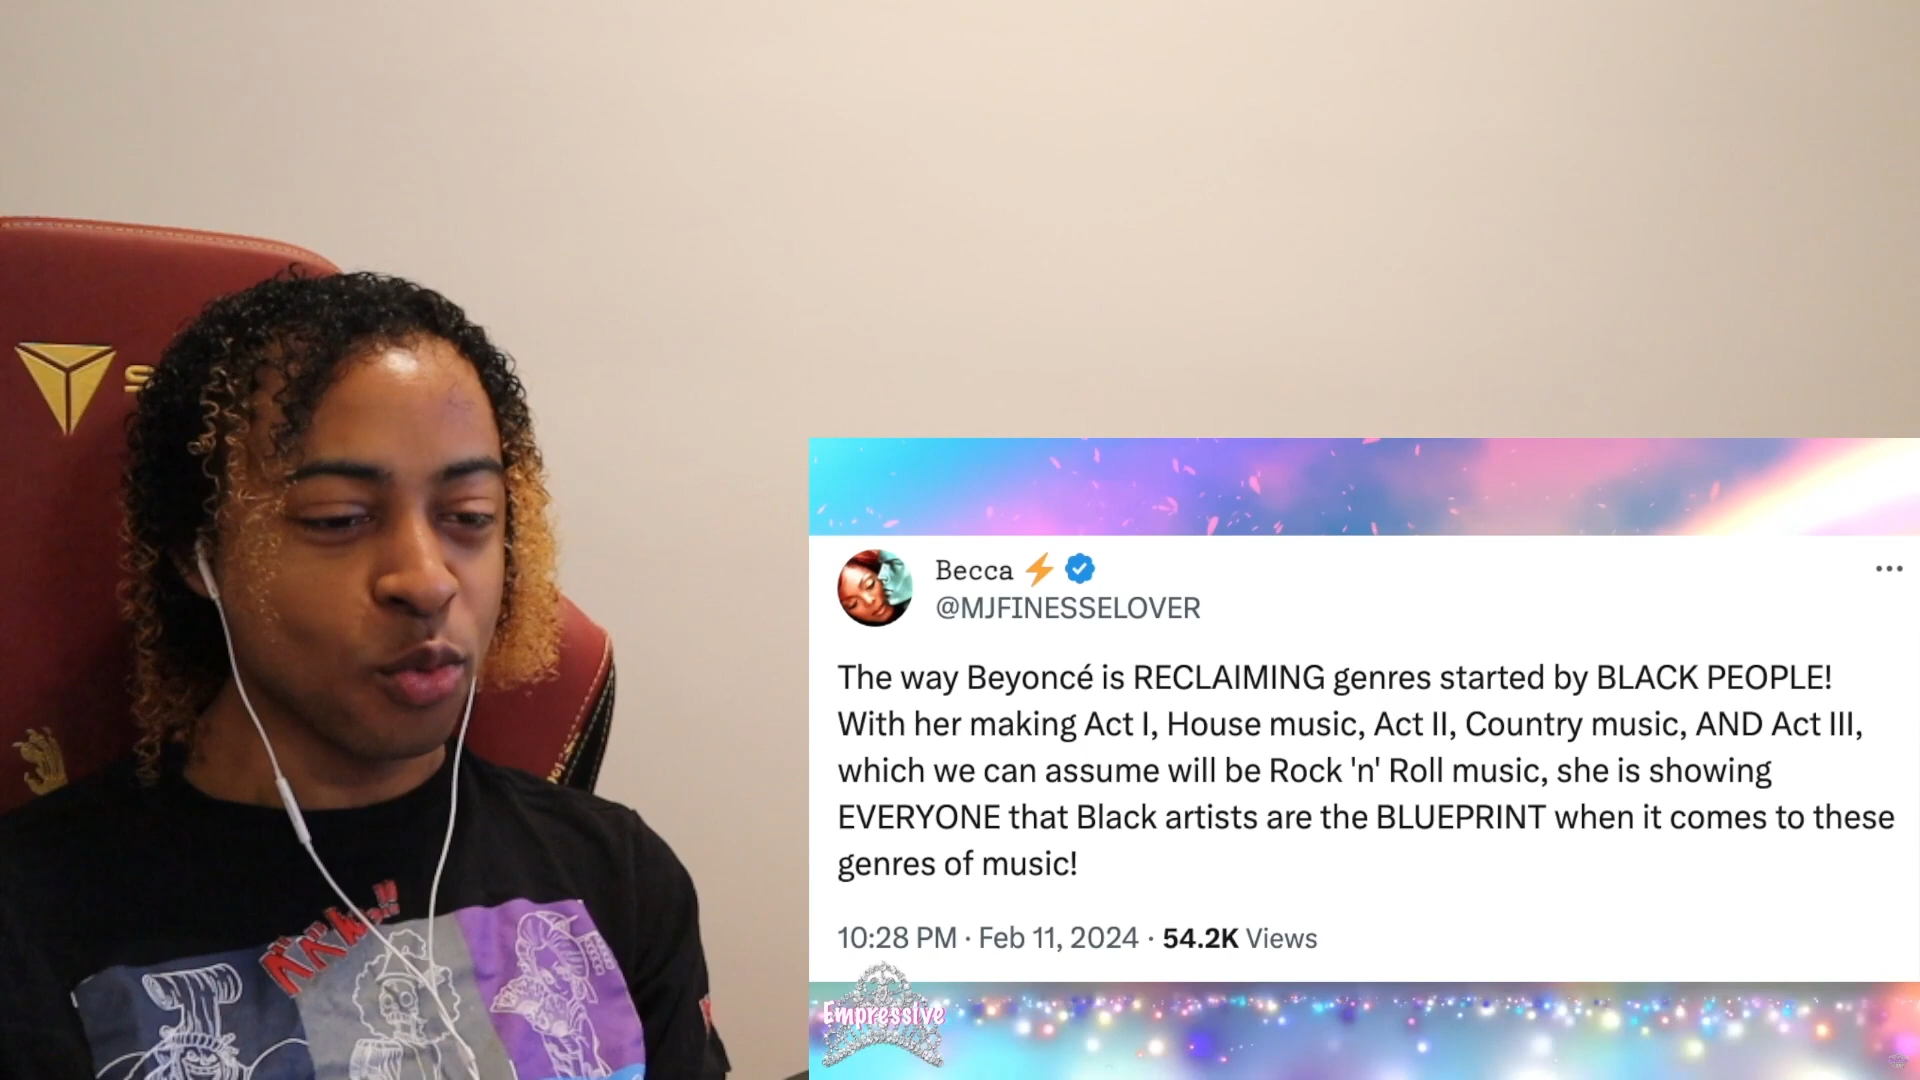 S
Becca ⚡
@MJFINESSELOVER
The way Beyoncé is RECLAIMING genres started by BLACK PEOPLE!
With her making Act I, House music, Act II, Country music, AND Act III,
which we can assume will be Rock 'n' Roll music, she is showing
EVERYONE that Black artists are the BLUEPRINT when it comes to these
genres of music!
10:28 PM · Feb 11, 2024 · 54.2K Views
Empressive